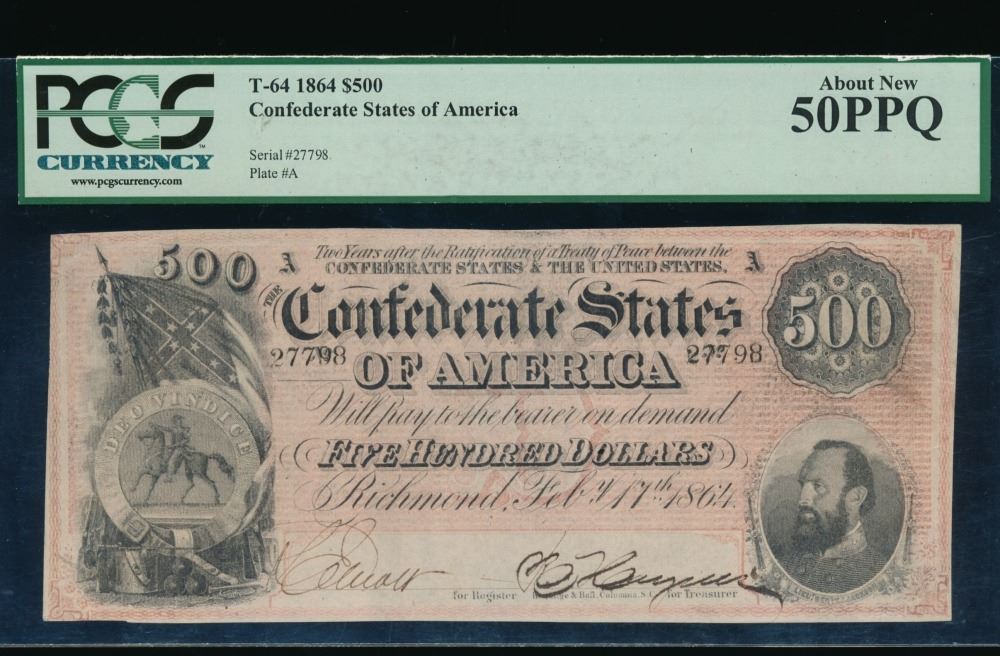 PCGS
CURRENCY
www.pcgscurrency.com
T-64 1864 $500
Confederate States of America
Serial #27798
Plate #A
About New
50PPQ
500 A Two Years after the Ratification of a Treaty of Peace between the A
CONFEDERATE STATES & THE UNITED STATES,
THE Confederate States 500
27798 OF AMERICA 27798
Will pay to the bearer on demand
DEO VINDICE
FIVE HUNDRED DOLLARS
Richmond, Feby. 17th 1864.
for Register & Ball, Columbia, S.C. for Treasurer